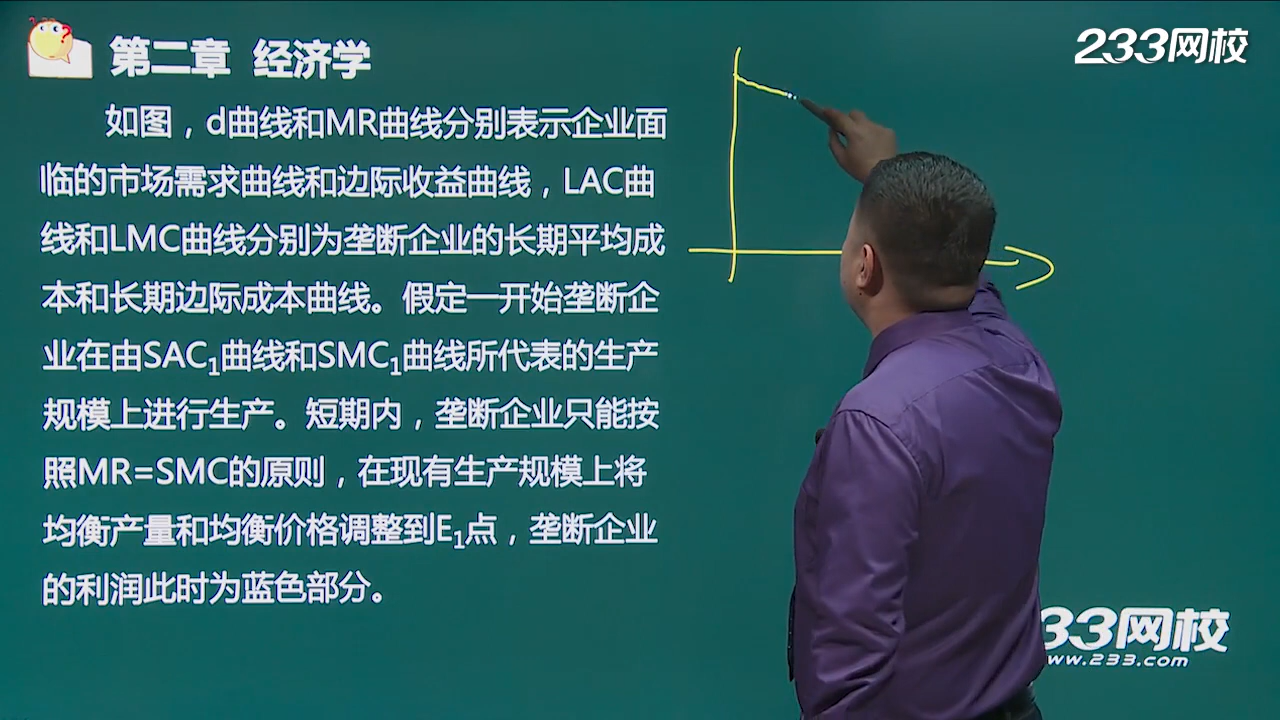 第二章 经济学
233网校
如图，d曲线和MR曲线分别表示企业面
临的市场需求曲线和边际收益曲线，LAC曲
线和LMC曲线分别为垄断企业的长期平均成
本和长期边际成本曲线。假定一开始垄断企
业在由SAC₁曲线和SMC₁曲线所代表的生产
规模上进行生产。短期内，垄断企业只能按
照MR=SMC的原则，在现有生产规模上将
均衡产量和均衡价格调整到E₁点，垄断企业
的利润此时为蓝色部分。
33网校
ww.233.com